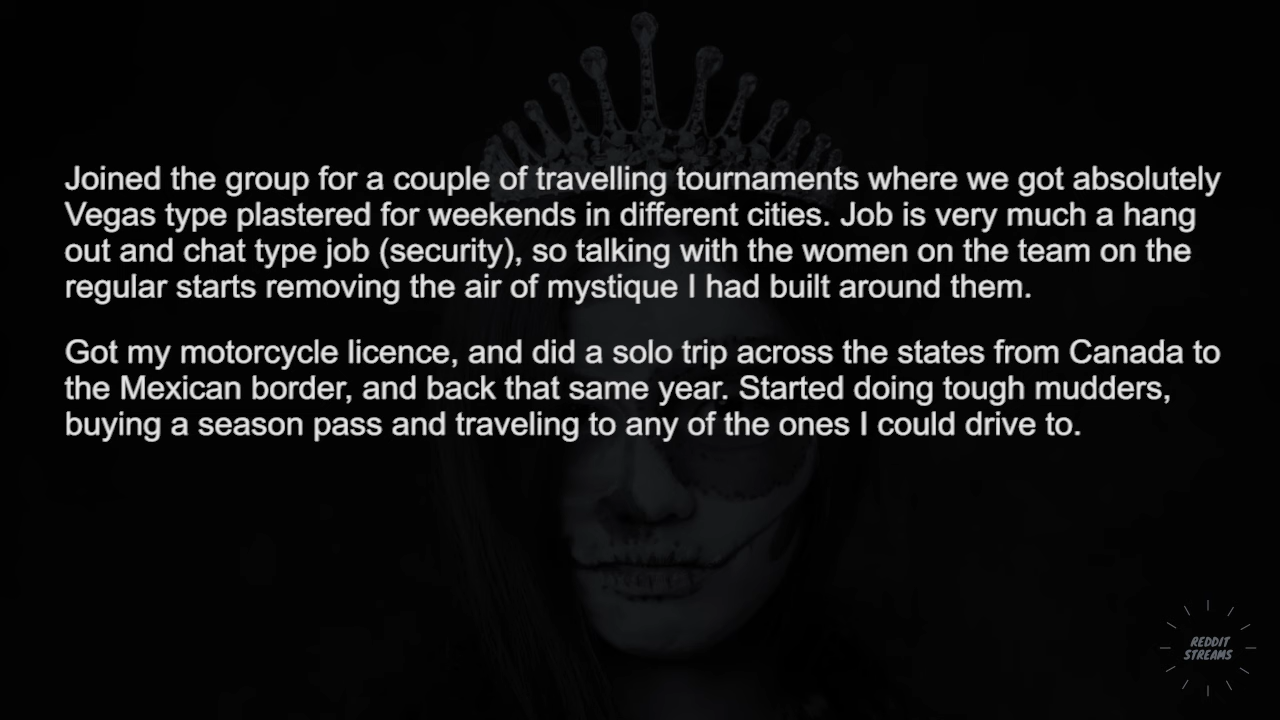 Joined the group for a couple of travelling tournaments where we got absolutely
Vegas type plastered for weekends in different cities. Job is very much a hang
out and chat type job (security), so talking with the women on the team on the
regular starts removing the air of mystique I had built around them.
Got my motorcycle licence, and did a solo trip across the states from Canada to
the Mexican border, and back that same year. Started doing tough mudders,
buying a season pass and traveling to any of the ones I could drive to.
REDDIT
STREAMS